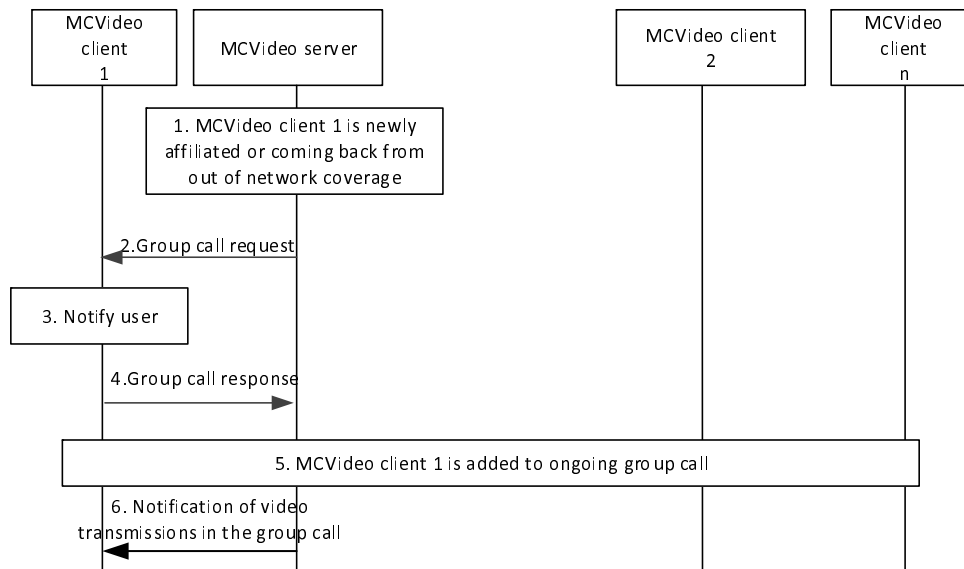 MCVideo
client
1
MCVideo server
MCVideo client
2
MCVideo
client
n
1. MCVideo client 1 is newly
affiliated or coming back from
out of network coverage
2.Group call request
3. Notify user
4.Group call response
5. MCVideo client 1 is added to ongoing group call
6. Notification of video
transmissions in the group call